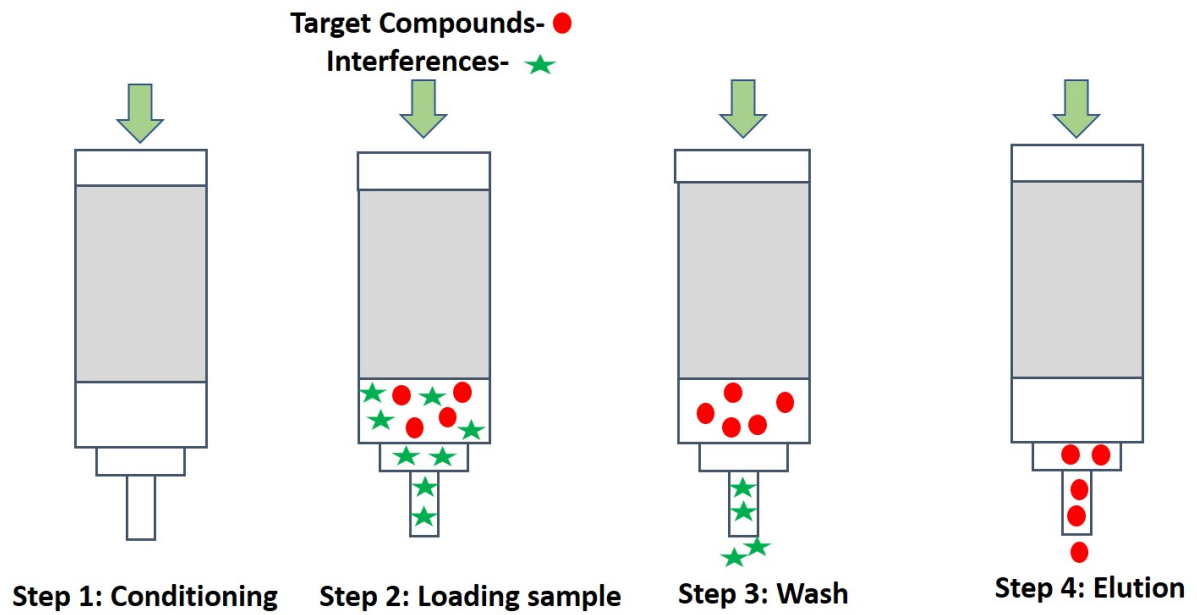 Target Compounds-
Interferences-
Step 1: Conditioning
Step 2: Loading sample
Step 3: Wash
Step 4: Elution